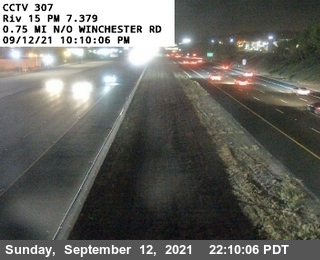 CCTV 307
Riv 15 PM 7.379
0.75 MI N/O WINCHESTER RD
09/12/21 10:10:06 PM
Sunday, September 12, 2021 22:10:06 PDT